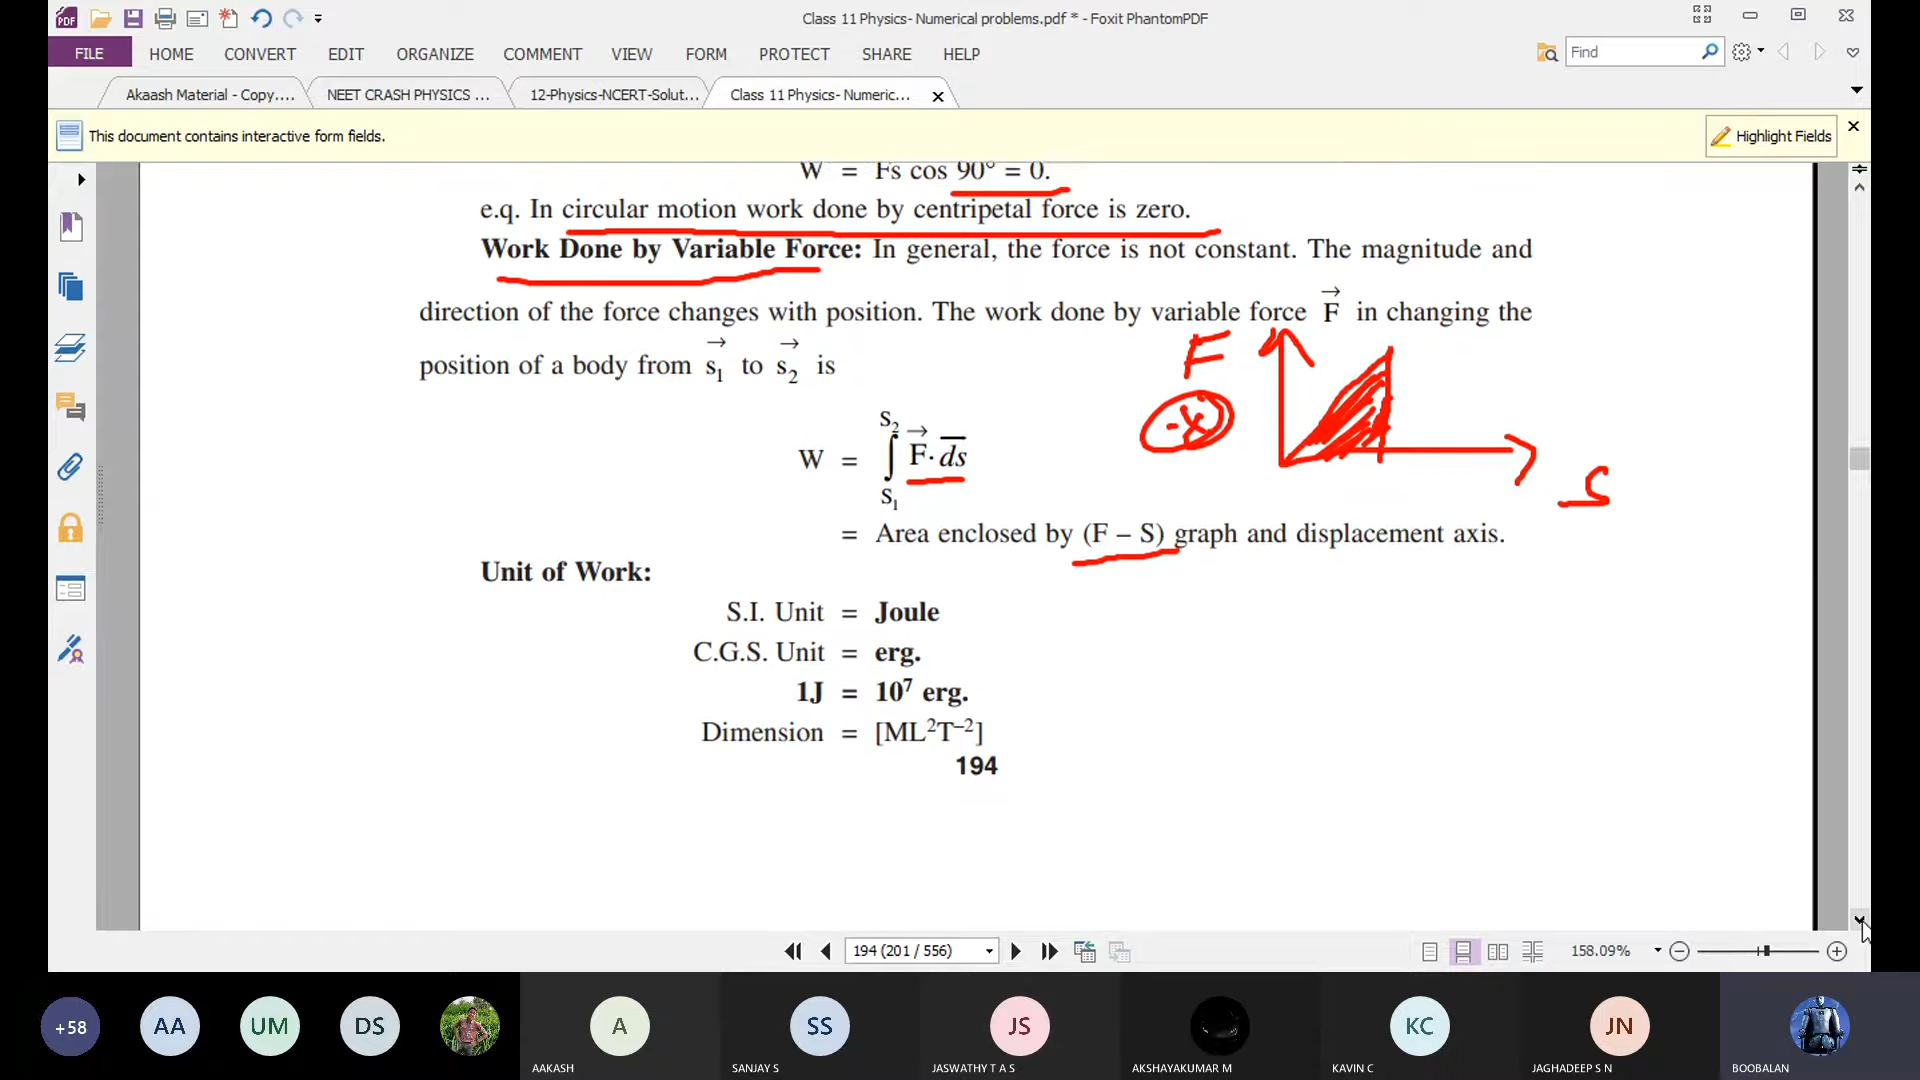 Class 11 Physics- Numerical problems.pdf * - Foxit PhantomPDF
FILE HOME CONVERT EDIT ORGANIZE COMMENT VIEW FORM PROTECT SHARE HELP
Find
Akaash Material - Copy.... NEET CRASH PHYSICS ... 12-Physics-NCERT-Solut... Class 11 Physics- Numeric...
This document contains interactive form fields.
Highlight Fields
W = Fs cos 90° = 0.
e.q. In circular motion work done by centripetal force is zero.
Work Done by Variable Force: In general, the force is not constant. The magnitude and
direction of the force changes with position. The work done by variable force F→ in changing the
position of a body from s₁→ to s₂→ is
F
-x
S
W = ∫ S₁ S₂ F→· ds
= Area enclosed by (F – S) graph and displacement axis.
Unit of Work:
S.I. Unit = Joule
C.G.S. Unit = erg.
1J = 10⁷ erg.
Dimension = [ML²T⁻²]
194
194 (201 / 556)
158.09%
+58 AA UM DS A SS JS KC JN
AAKASH SANJAY S JASWATHY T A S AKSHAYAKUMAR M KAVIN C JAGHADEEP S N BOOBALAN